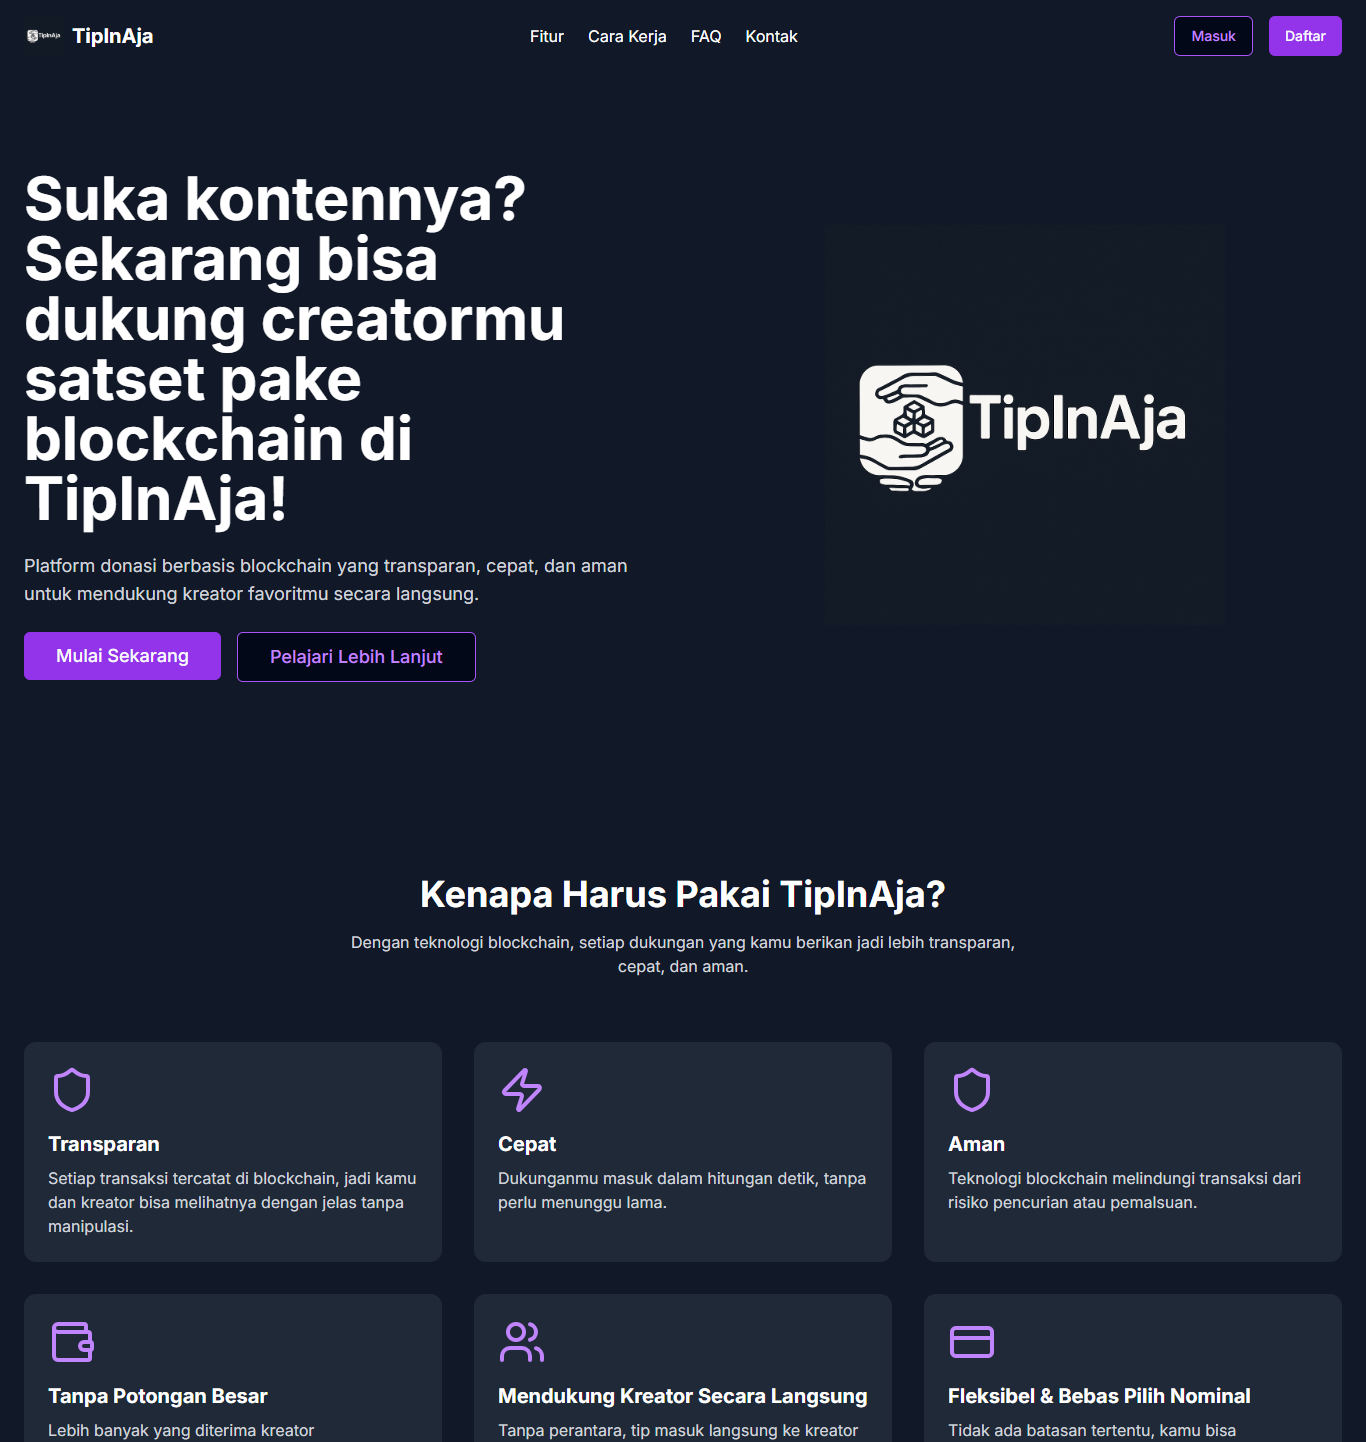 TipInAja TipInAja
Fitur Cara Kerja FAQ Kontak
Masuk Daftar
Suka kontennya?
Sekarang bisa
dukung creatormu
satset pake
blockchain di
TipInAja!
Platform donasi berbasis blockchain yang transparan, cepat, dan aman
untuk mendukung kreator favoritmu secara langsung.
Mulai Sekarang Pelajari Lebih Lanjut
TipInAja
Kenapa Harus Pakai TipInAja?
Dengan teknologi blockchain, setiap dukungan yang kamu berikan jadi lebih transparan,
cepat, dan aman.
Transparan
Setiap transaksi tercatat di blockchain, jadi kamu
dan kreator bisa melihatnya dengan jelas tanpa
manipulasi.
Cepat
Dukunganmu masuk dalam hitungan detik, tanpa
perlu menunggu lama.
Aman
Teknologi blockchain melindungi transaksi dari
risiko pencurian atau pemalsuan.
Tanpa Potongan Besar
Lebih banyak yang diterima kreator
Mendukung Kreator Secara Langsung
Tanpa perantara, tip masuk langsung ke kreator
Fleksibel & Bebas Pilih Nominal
Tidak ada batasan tertentu, kamu bisa